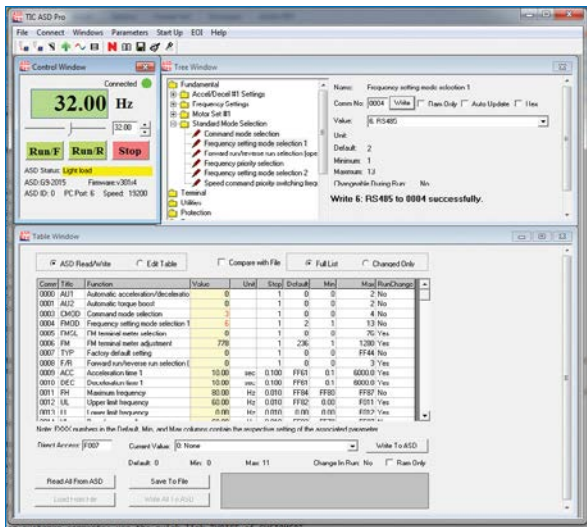 TIC ASD Pro
File Connect Windows Parameters Start Up EOI Help
Control Window
Connected
32.00 Hz
32.00
Run/F Run/R Stop
ASD Status: Light load
ASD:G9-2015 Firmware:v301v4
ASD ID: 0 PC Port: 6 Speed: 19200
Tree Window
Fundamental
Accel/Decel #1 Settings
Frequency Settings
Motor Set #1
Standard Mode Selection
Command mode selection
Frequency setting mode selection 1
Forward run/reverse run selection [ope
Frequency priority selection
Frequency setting mode selection 2
Speed command priority switching freq
Terminal
Utilities
Protection
Name: Frequency setting mode selection 1
Comm No: 0004 Write Ram Only Auto Update Hex
Value: 6: RS485
Unit:
Default: 2
Minimum: 1
Maximum: 13
Changeable During Run: No
Write 6: RS485 to 0004 successfully.
Table Window
ASD Read/Write Edit Table Compare with File Full List Changed Only
Comm Title Function Value Unit Step Default Min Max RunChange
0000 AU1 Automatic acceleration/deceleratio 0 1 0 0 2 No
0001 AU2 Automatic torque boost 0 1 0 0 2 No
0003 CMOD Command mode selection 3 1 0 0 4 No
0004 FMOD Frequency setting mode selection 1 6 1 2 1 13 No
0005 FMSL FM terminal meter selection 0 1 0 0 76 Yes
0006 FM FM terminal meter adjustment 778 1 236 1 1280 Yes
0007 TYP Factory default setting 0 1 0 0 FF44 No
0008 F/R Forward run/reverse run selection ( 0 1 0 0 3 Yes
0009 ACC Acceleration time 1 10.00 sec 0.100 FF61 0.1 6000.0 Yes
0010 DEC Deceleration time 1 10.00 sec 0.100 FF61 0.1 6000.0 Yes
0011 FH Maximum frequency 80.00 Hz 0.010 FF84 FF80 FF87 No
0012 UL Upper limit frequency 60.00 Hz 0.010 FF82 0.00 F011 Yes
0013 LL Lower limit frequency 0.00 Hz 0.010 0.00 0.00 F012 Yes
Note: FXXX numbers in the Default, Min, and Max columns contain the respective setting of the associated parameter
Direct Access: F007 Current Value: 0: None Write To ASD
Default: 0 Min: 0 Max: 11 Change In Run: No Ram Only
Read All From ASD Save To File
Load From File Write All To ASD